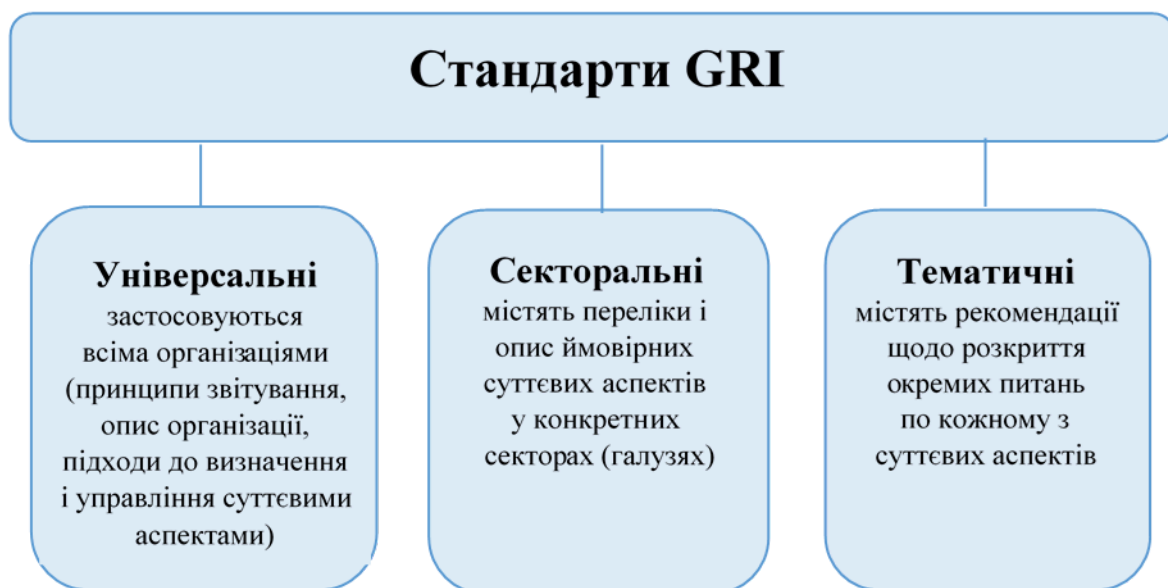 Стандарти GRI
Універсальні
застосовуються
всіма організаціями
(принципи звітування,
опис організації,
підходи до визначення
і управління суттєвими
аспектами)
Секторальні
містять переліки і
опис ймовірних
суттєвих аспектів
у конкретних
секторах (галузях)
Тематичні
містять рекомендації
щодо розкриття
окремих питань
по кожному з
суттєвих аспектів